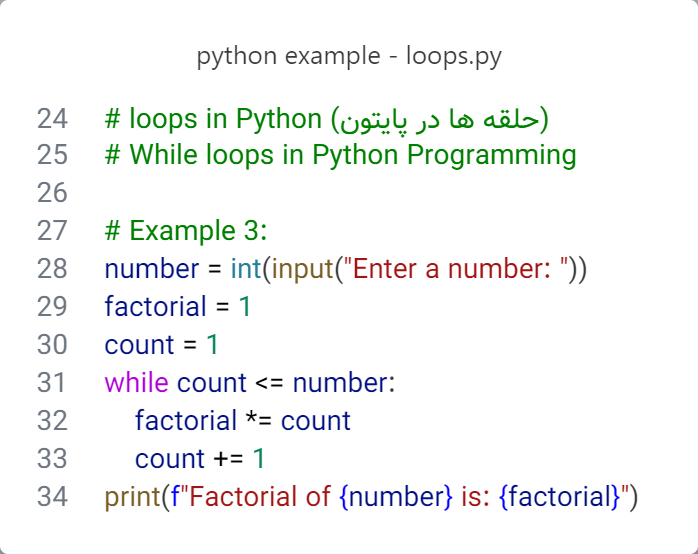 python example - loops.py
24 # loops in Python (حلقه ها در پایتون)
25 # While loops in Python Programming
26
27 # Example 3:
28 number = int(input("Enter a number: "))
29 factorial = 1
30 count = 1
31 while count <= number:
32     factorial *= count
33     count += 1
34 print(f"Factorial of {number} is: {factorial}")